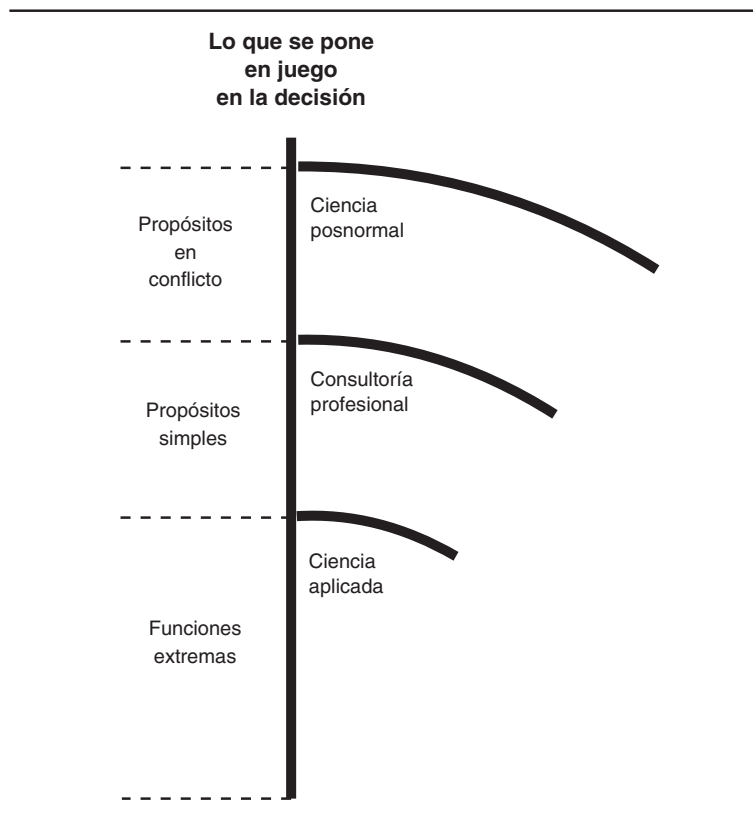 Lo que se pone
en juego
en la decisión
Ciencia
posnormal
Propósitos
en
conflicto
Consultoría
profesional
Propósitos
simples
Ciencia
aplicada
Funciones
extremas